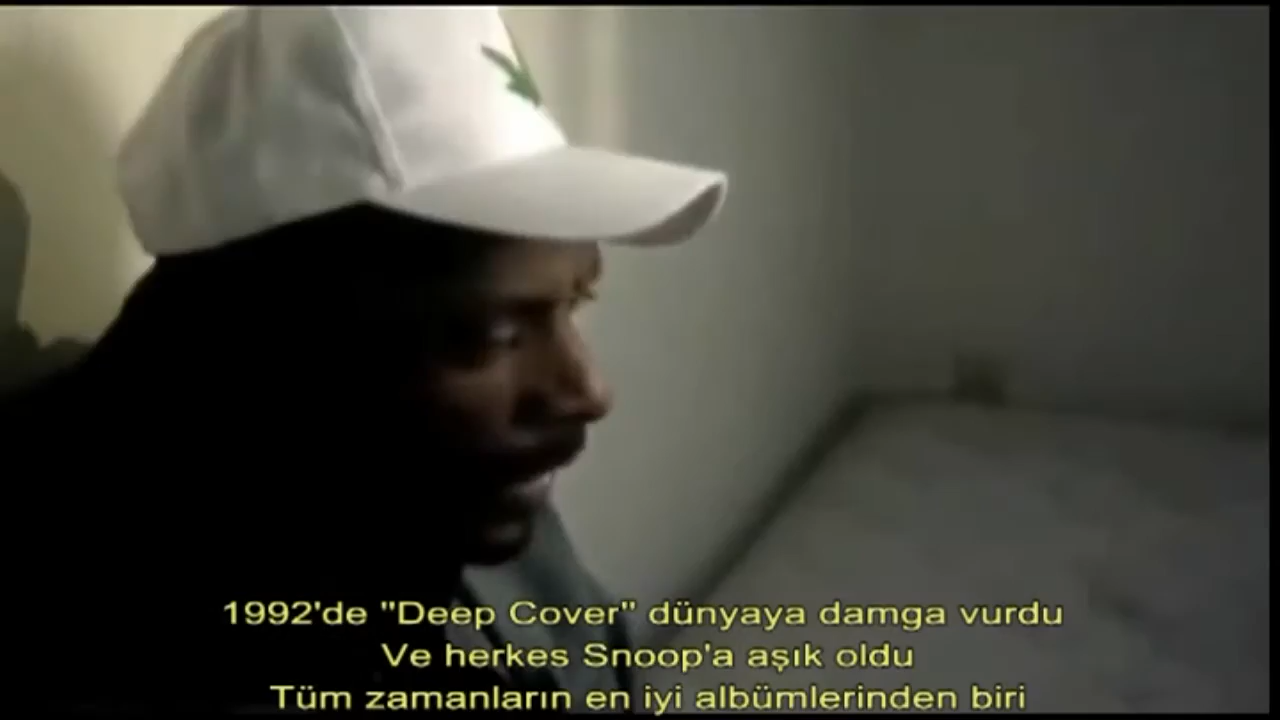 1992'de "Deep Cover" dünyaya damga vurdu
Ve herkes Snoop'a aşık oldu
Tüm zamanların en iyi albümlerinden biri